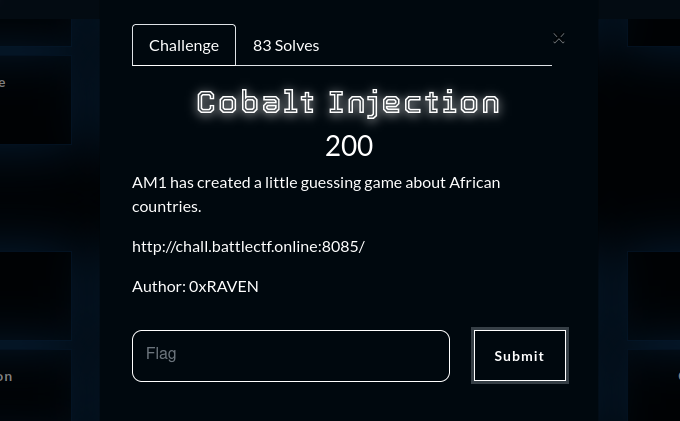 Challenge
83 Solves
Cobalt Injection
200
AM1 has created a little guessing game about African
countries.
http://chall.battlectf.online:8085/
Author: 0xRAVEN
Flag
Submit
e
on